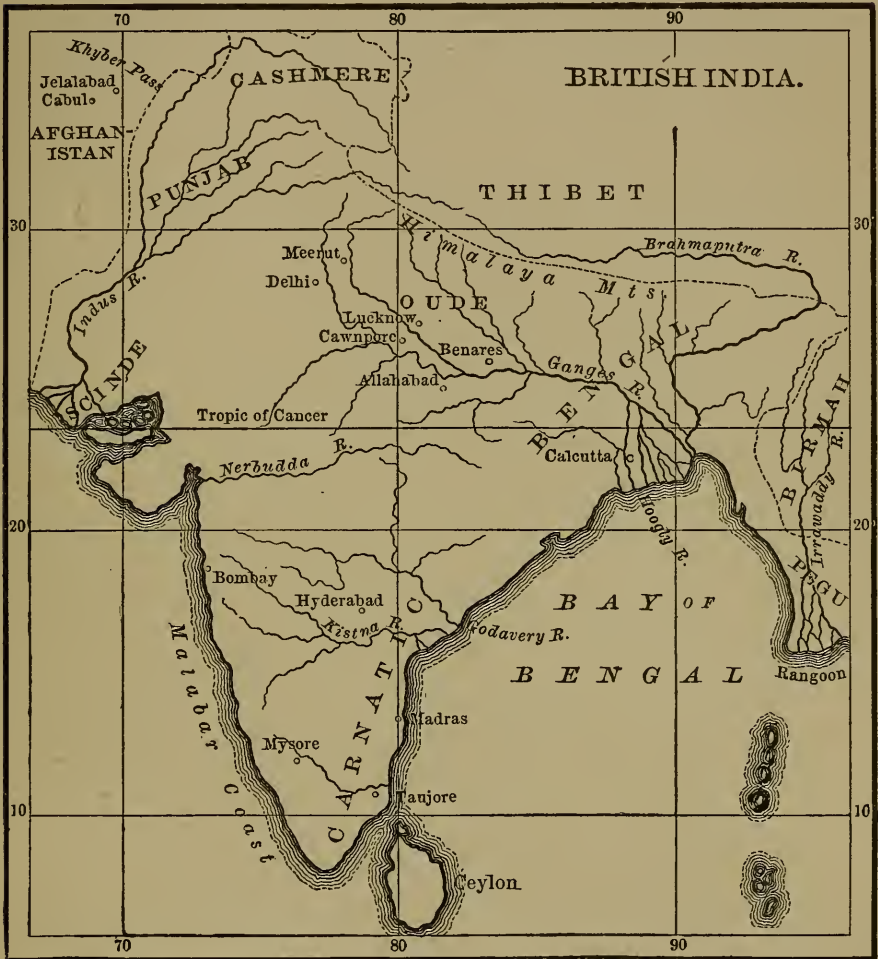 70
80
90
Khyber Pass
CASHMERE
BRITISH INDIA.
Jelalabad
Cabul
AFGHAN-
ISTAN
PUNJAB
THIBET
30
Himalaya Mts.
Brahmaputra R.
Meerut
Delhi
Indus R.
OUDE
Lucknow
Cawnpore
Benares
Ganges R.
BENGAL
Allahabad
SCINDE
Tropic of Cancer
BIRMAH
Nerbudda R.
Calcutta
Irrawaddy R.
Hoogly R.
20
20
PEGU
Bombay
Hyderabad
BAY OF
BENGAL
Kistna R.
Godavery R.
Rangoon
Malabar Coast
CARNATIC
Madras
Mysore
Tanjore
10
10
Ceylon
70
80
90